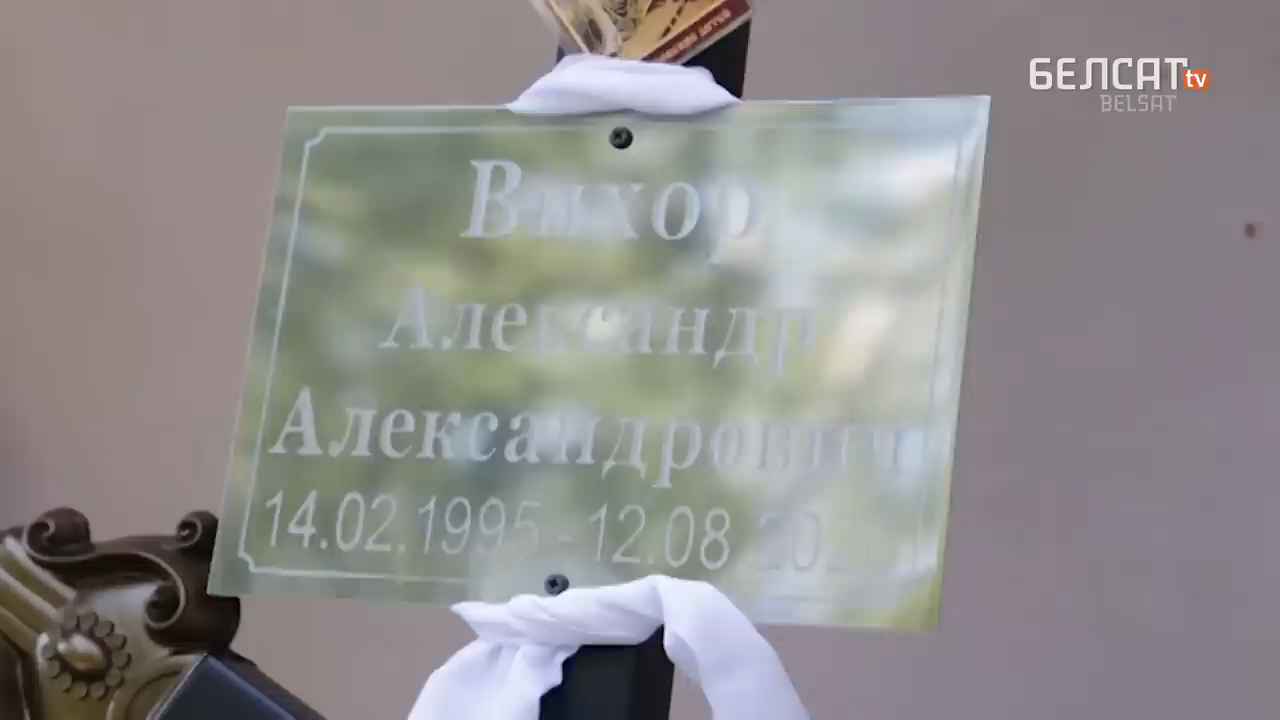 БЕЛСАТ tv
BELSAT
Вихор
Александр
Александрович
14.02.1995 - 12.08